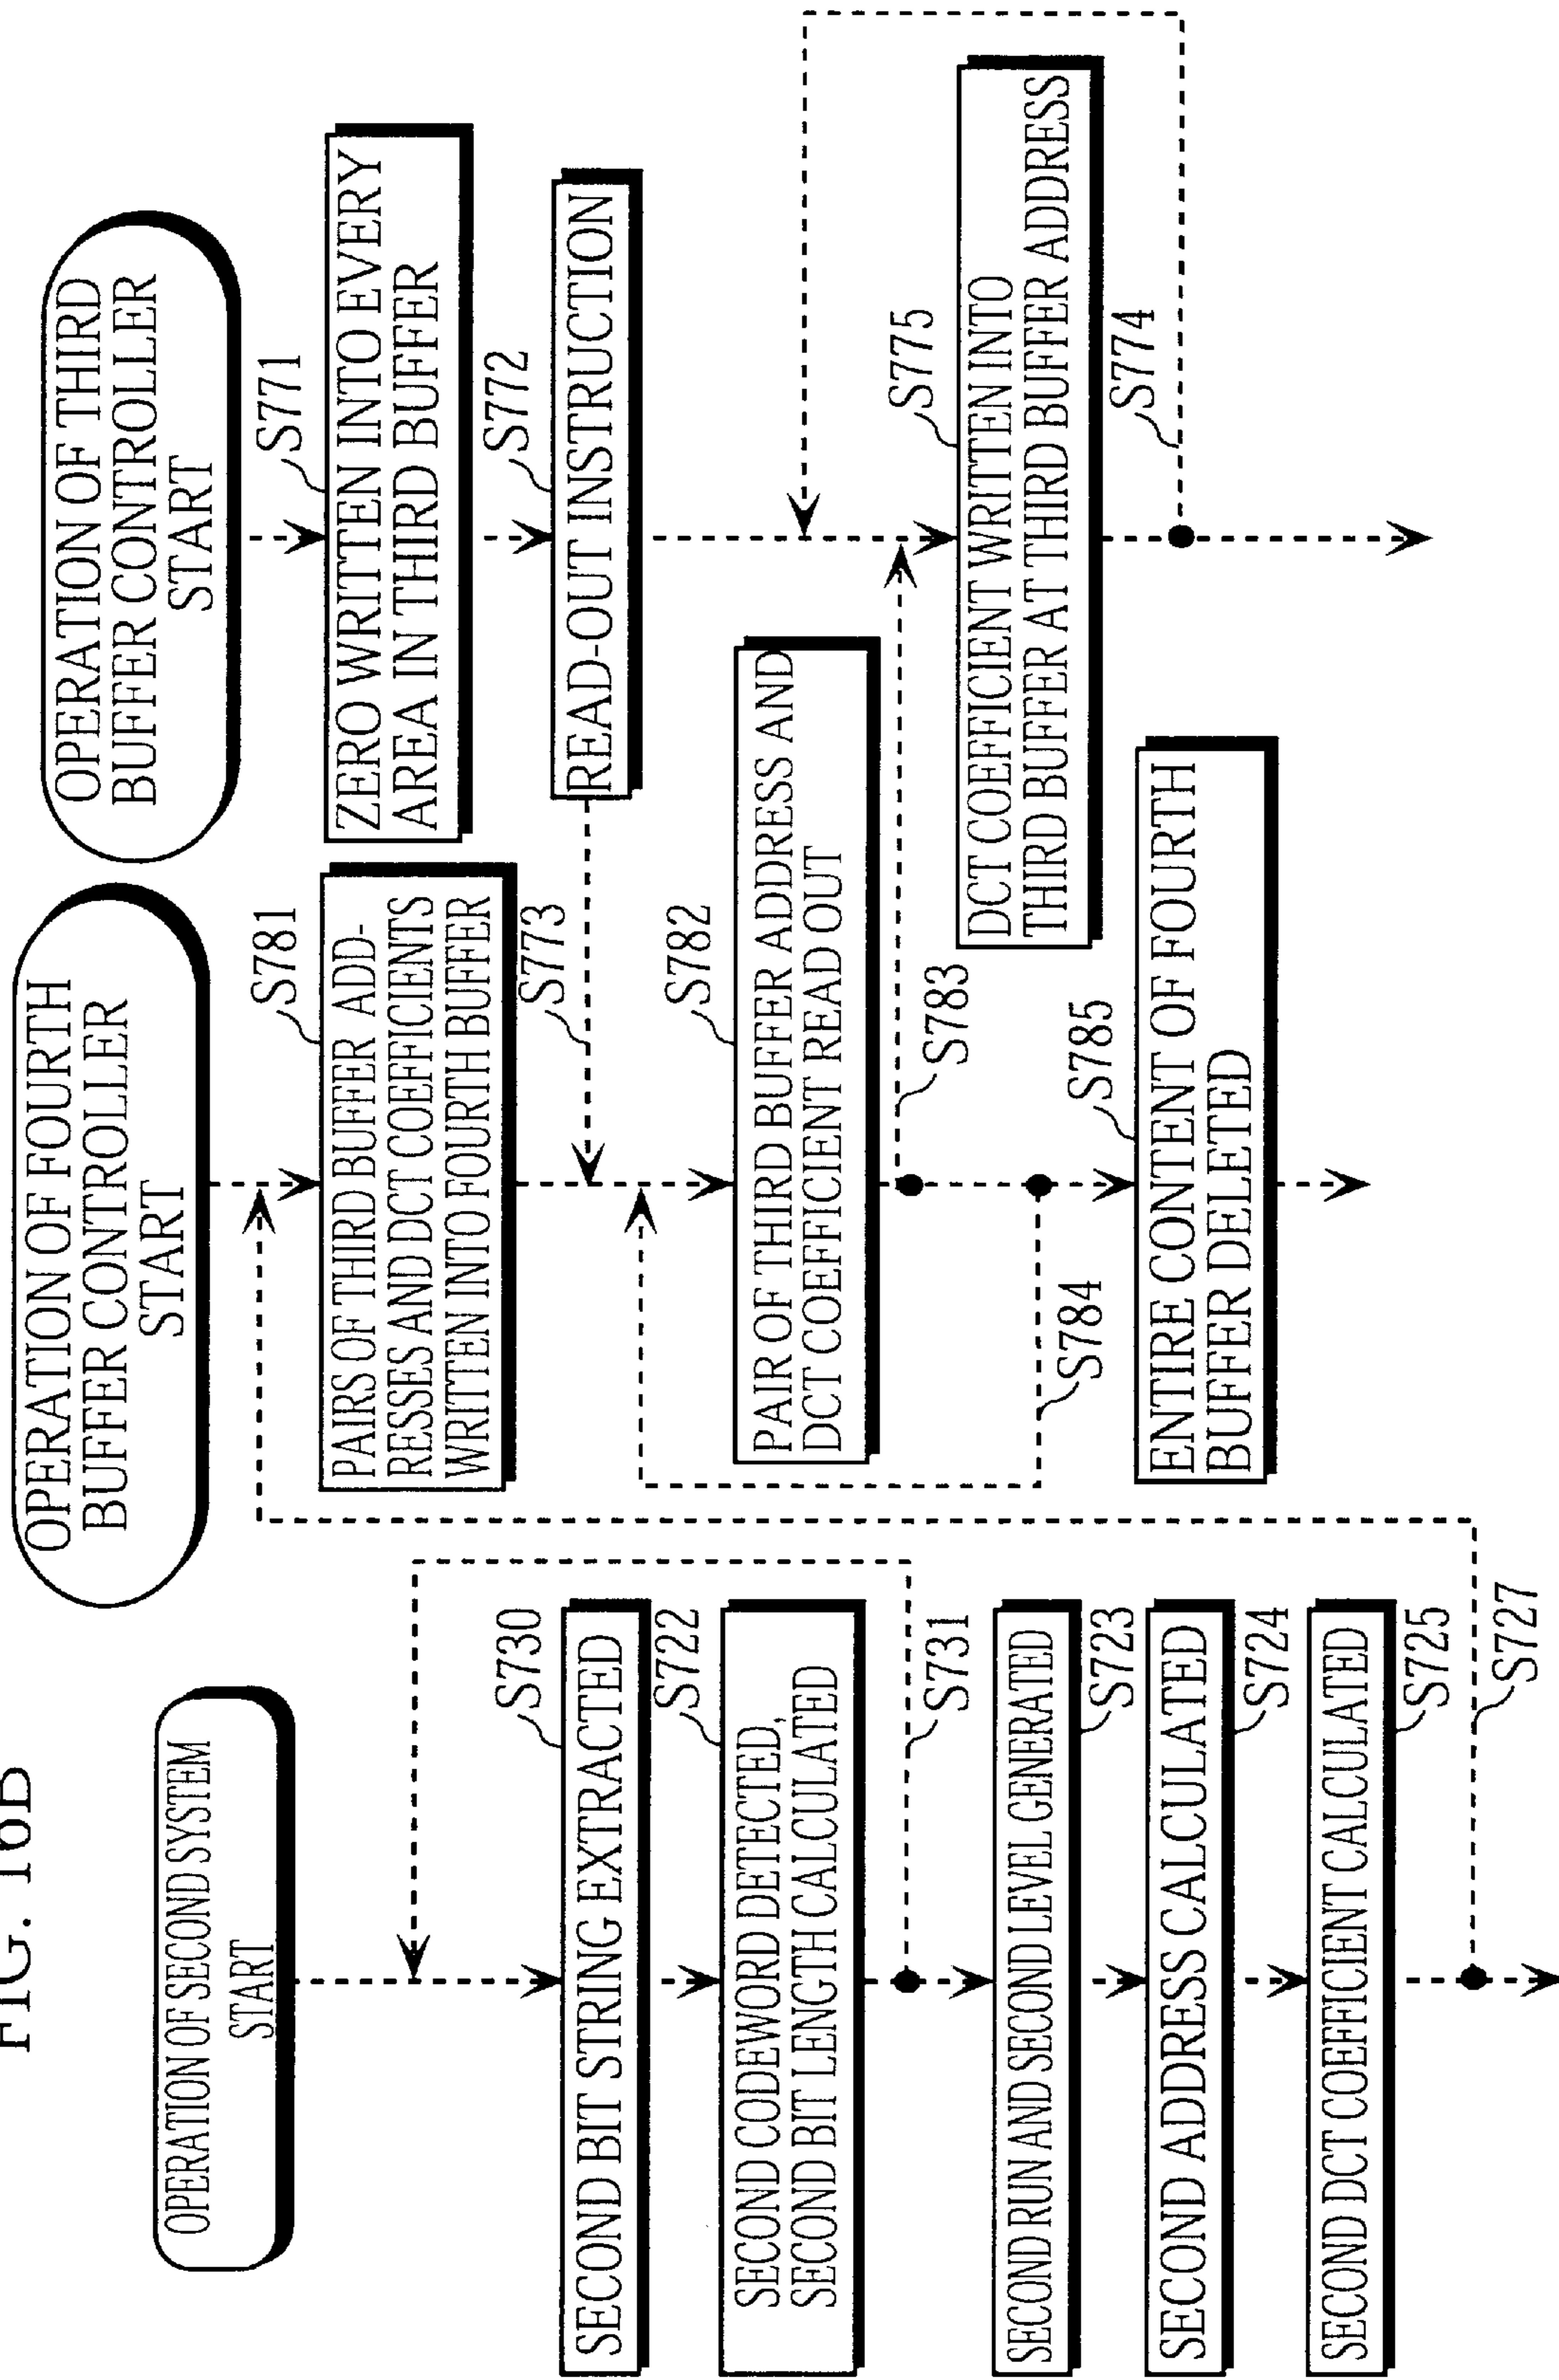 FIG. 16B
OPERATION OF SECOND SYSTEM
START
S730
SECOND BIT STRING EXTRACTED
S722
SECOND CODEWORD DETECTED,
SECOND BIT LENGTH CALCULATED
S731
SECOND RUN AND SECOND LEVEL GENERATED
S723
SECOND ADDRESS CALCULATED
S724
SECOND DCT COEFFICIENT CALCULATED
S725
S727
OPERATION OF FOURTH
BUFFER CONTROLLER
START
S781
PAIRS OF THIRD BUFFER ADD-
RESSES AND DCT COEFFICIENTS
WRITTEN INTO FOURTH BUFFER
S773
S782
PAIR OF THIRD BUFFER ADDRESS AND
DCT COEFFICIENT READ OUT
S783
S784
S785
ENTIRE CONTENT OF FOURTH
BUFFER DELETED
OPERATION OF THIRD
BUFFER CONTROLLER
START
S771
ZERO WRITTEN INTO EVERY
AREA IN THIRD BUFFER
S772
READ-OUT INSTRUCTION
S775
DCT COEFFICIENT WRITTEN INTO
THIRD BUFFER AT THIRD BUFFER ADDRESS
S774